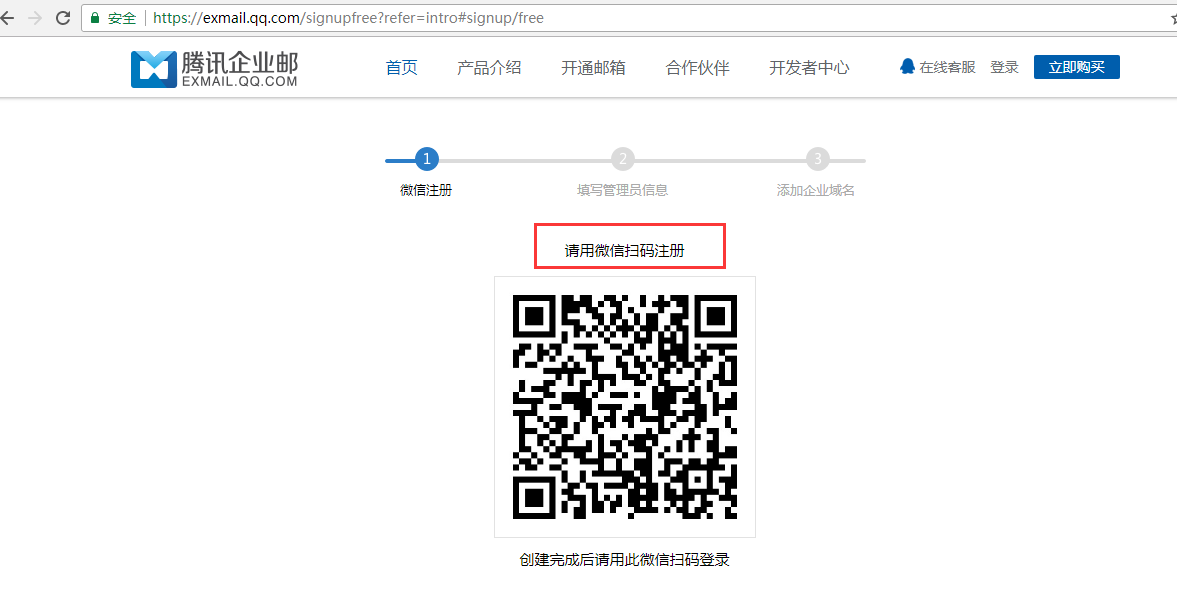 安全 https://exmail.qq.com/signupfree?refer=intro#signup/free
腾讯企业邮
EXMAIL.QQ.COM
首页 产品介绍 开通邮箱 合作伙伴 开发者中心 在线客服 登录 立即购买
1 2 3
微信注册 填写管理员信息 添加企业域名
请用微信扫码注册
创建完成后请用此微信扫码登录